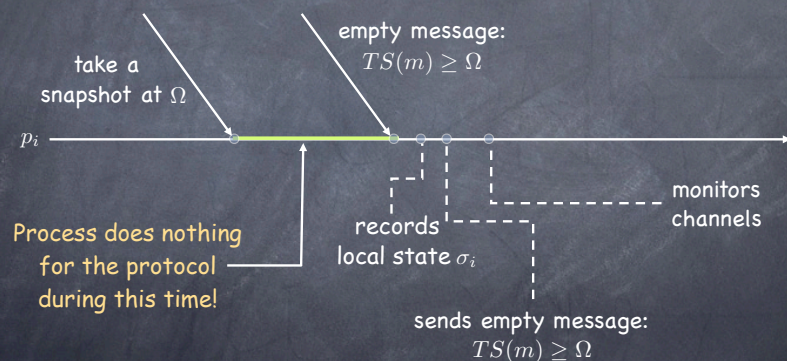 empty message:
TS(m) ≥ Ω
take a
snapshot at Ω
p_i
monitors
channels
records
local state σ_i
Process does nothing
for the protocol
during this time!
sends empty message:
TS(m) ≥ Ω